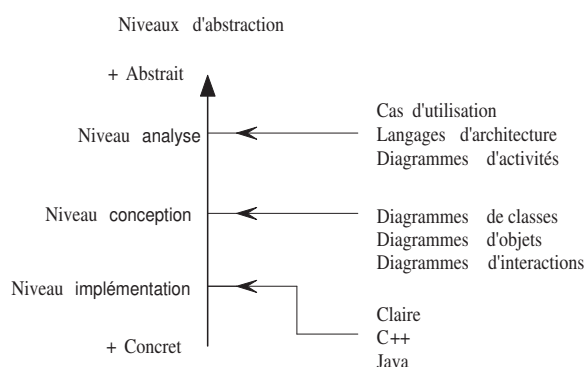 Niveaux d'abstraction
+ Abstrait
Cas d'utilisation
Niveau analyse
Langages d'architecture
Diagrammes d'activités
Niveau conception
Diagrammes de classes
Diagrammes d'objets
Diagrammes d'interactions
Niveau implémentation
Claire
C++
+ Concret
Java